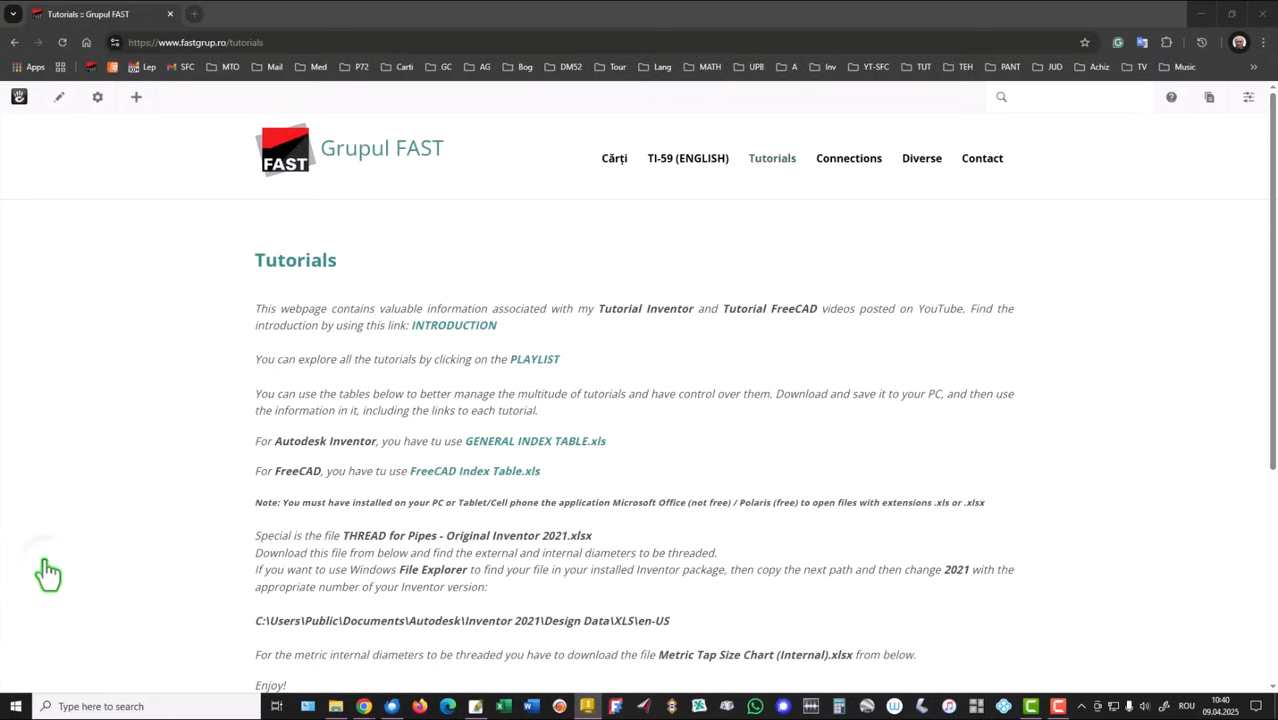 Tutorials :: Grupul FAST
https://www.fastgrup.ro/tutorials
Apps
Lep
SFC
MTO
Mail
Med
P72
Carti
GC
AG
Bog
DM52
Tour
Lang
MATH
UPB
A
Inv
YT-SFC
TUT
TEH
PANT
JUD
Achiz
TV
Music
FAST
Grupul FAST
Cărți
TI-59 (ENGLISH)
Tutorials
Connections
Diverse
Contact
Tutorials
This webpage contains valuable information associated with my Tutorial Inventor and Tutorial FreeCAD videos posted on YouTube. Find the
introduction by using this link: INTRODUCTION
You can explore all the tutorials by clicking on the PLAYLIST
You can use the tables below to better manage the multitude of tutorials and have control over them. Download and save it to your PC, and then use
the information in it, including the links to each tutorial.
For Autodesk Inventor, you have tu use GENERAL INDEX TABLE.xls
For FreeCAD, you have tu use FreeCAD Index Table.xls
Note: You must have installed on your PC or Tablet/Cell phone the application Microsoft Office (not free) / Polaris (free) to open files with extensions .xls or .xlsx
Special is the file THREAD for Pipes - Original Inventor 2021.xlsx
Download this file from below and find the external and internal diameters to be threaded.
If you want to use Windows File Explorer to find your file in your installed Inventor package, then copy the next path and then change 2021 with the
appropriate number of your Inventor version:
C:\Users\Public\Documents\Autodesk\Inventor 2021\Design Data\XLS\en-US
For the metric internal diameters to be threaded you have to download the file Metric Tap Size Chart (Internal).xlsx from below.
Enjoy!
Type here to search
ROU
10:40
09.04.2025